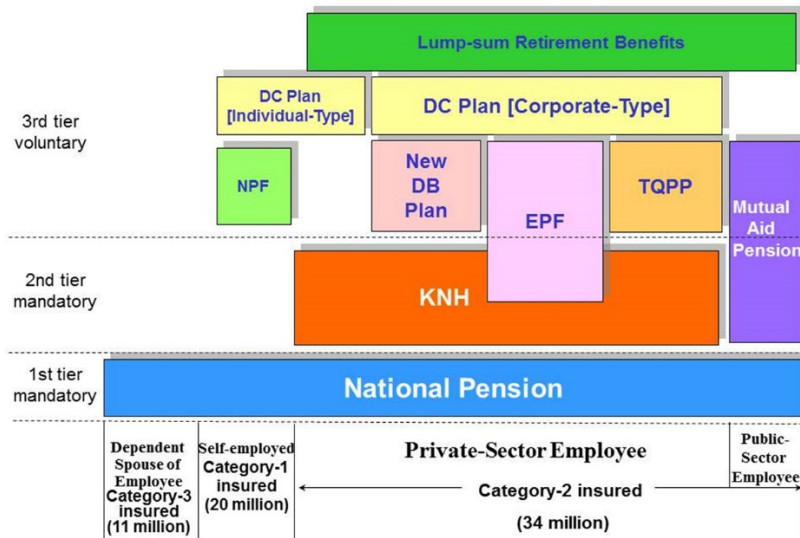 Lump-sum Retirement Benefits
3rd tier
voluntary
DC Plan
[Individual-Type]
DC Plan [Corporate-Type]
NPF
New
DB
Plan
EPF
TQPP
Mutual
Aid
Pension
2nd tier
mandatory
KNH
1st tier
mandatory
National Pension
Dependent
Spouse of
Employee
Category-3
insured
(11 million)
Self-employed
Category-1
insured
(20 million)
Private-Sector Employee
Category-2 insured
(34 million)
Public-
Sector
Employee